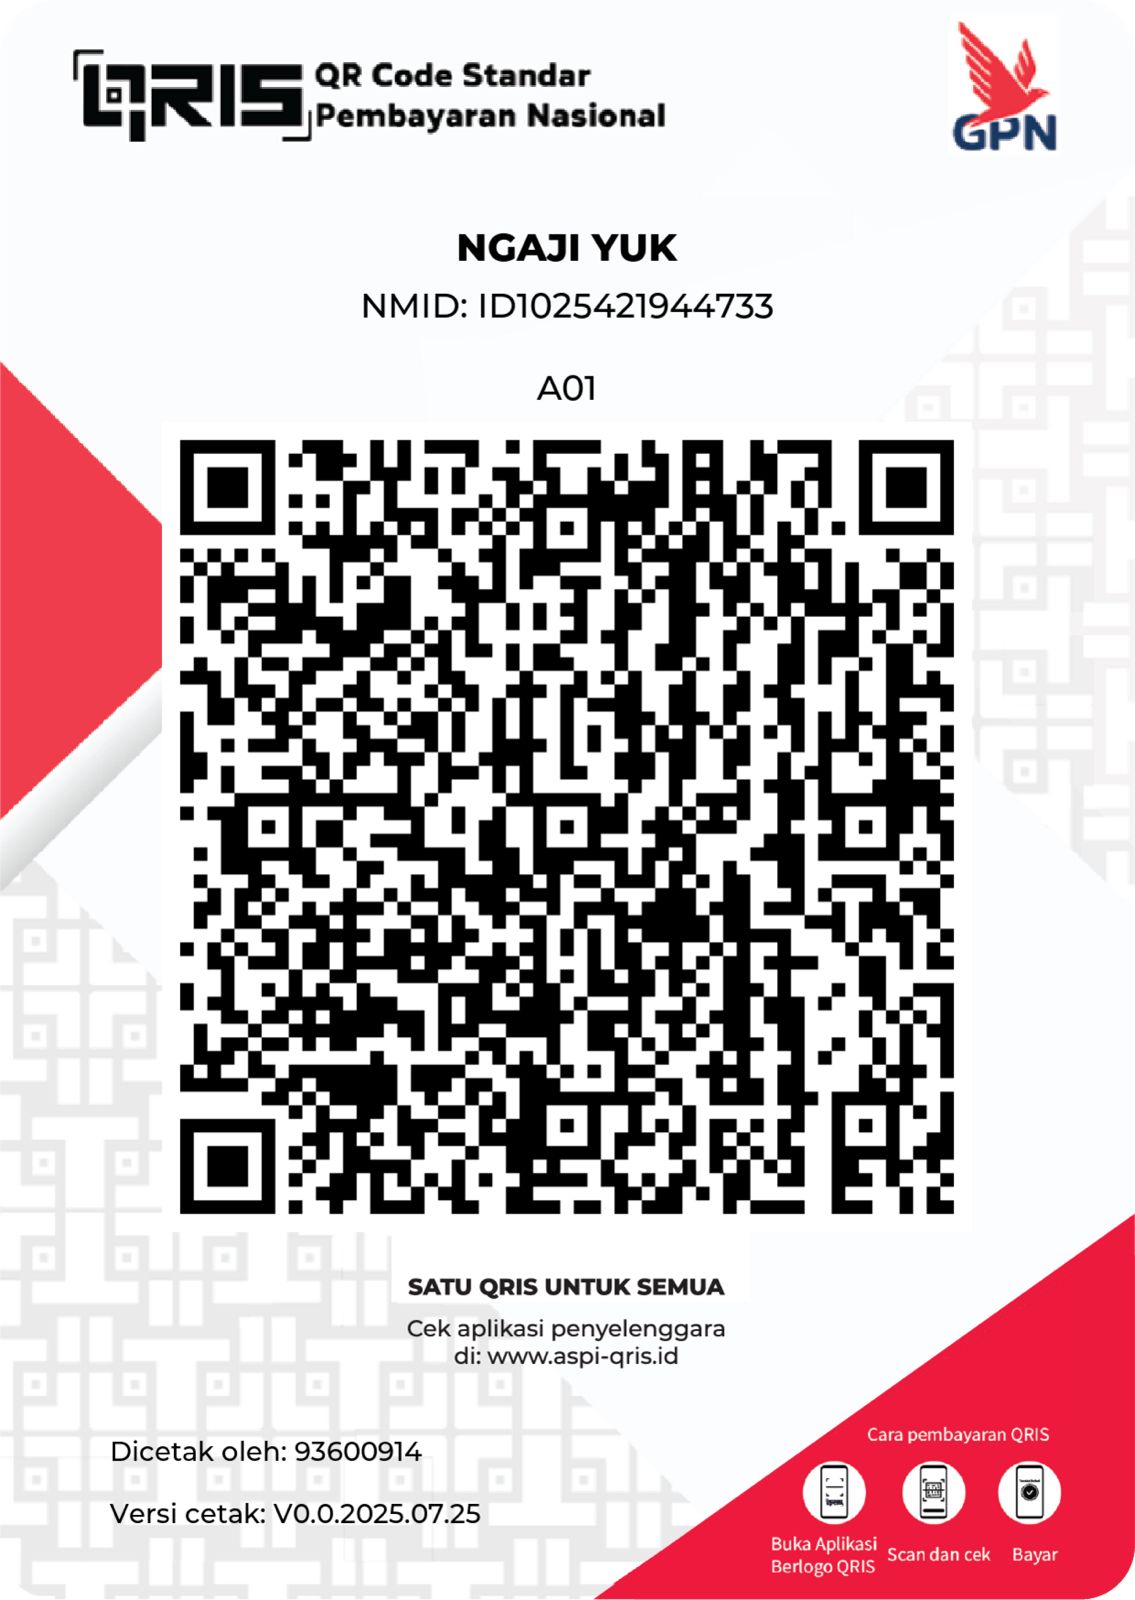 QRIS QR Code Standar
Pembayaran Nasional
GPN
NGAJI YUK
NMID: ID1025421944733
A01
SATU QRIS UNTUK SEMUA
Cek aplikasi penyelenggara
di: www.aspi-qris.id
Dicetak oleh: 93600914
Versi cetak: V0.0.2025.07.25
Cara pembayaran QRIS
Buka Aplikasi
Berlogo QRIS
Scan dan cek
Bayar